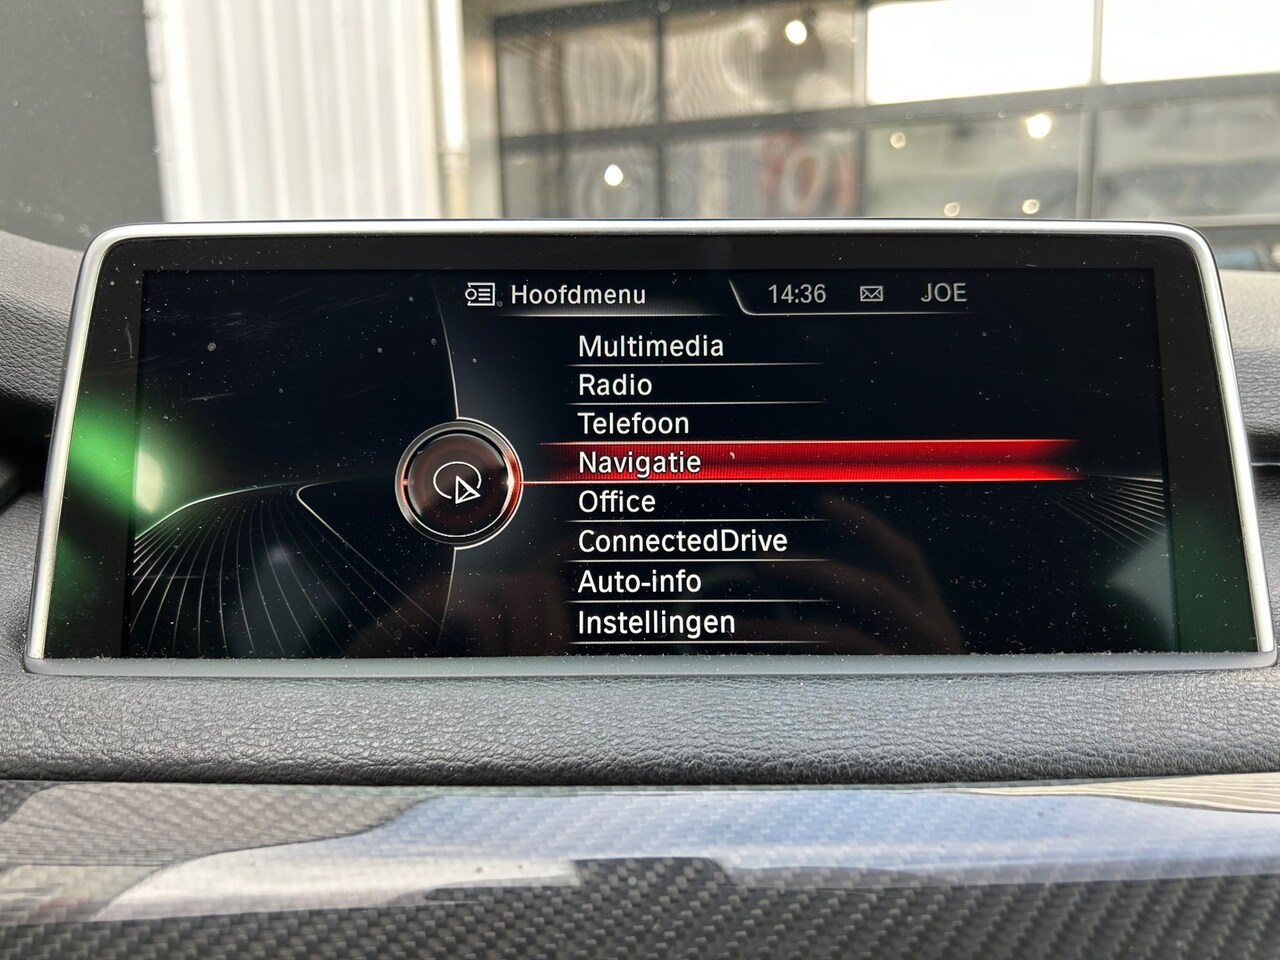 Hoofdmenu 14:36 JOE
Multimedia
Radio
Telefoon
Navigatie
Office
ConnectedDrive
Auto-info
Instellingen